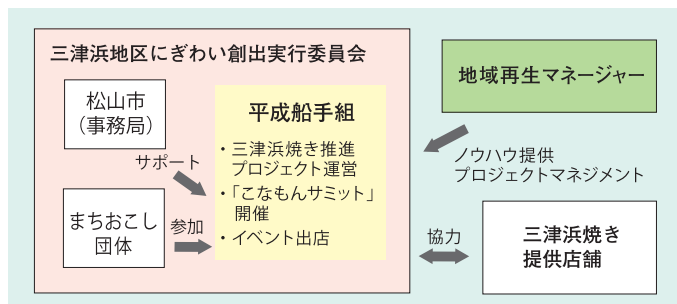 三津浜地区にぎわい創出実行委員会
松山市
（事務局）
サポート
まちおこし
団体
参加
平成船手組
・三津浜焼き推進
プロジェクト運営
・「こなもんサミット」
開催
・イベント出店
地域再生マネージャー
ノウハウ提供
プロジェクトマネジメント
協力
三津浜焼き
提供店舗